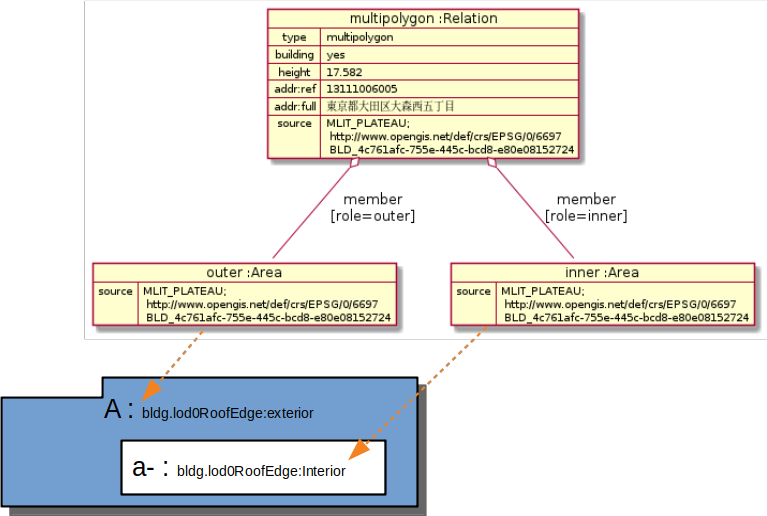 multipolygon :Relation
type multipolygon
building yes
height 17.582
addr:ref 13111006005
addr:full 東京都大田区大森西五丁目
source MLIT_PLATEAU;
http://www.opengis.net/def/crs/EPSG/0/6697
BLD_4c761afc-755e-445c-bcd8-e80e08152724
member
[role=outer]
member
[role=inner]
outer :Area
source MLIT_PLATEAU;
http://www.opengis.net/def/crs/EPSG/0/6697
BLD_4c761afc-755e-445c-bcd8-e80e08152724
inner :Area
source MLIT_PLATEAU;
http://www.opengis.net/def/crs/EPSG/0/6697
BLD_4c761afc-755e-445c-bcd8-e80e08152724
A : bldg.lod0RoofEdge:exterior
a- : bldg.lod0RoofEdge:Interior